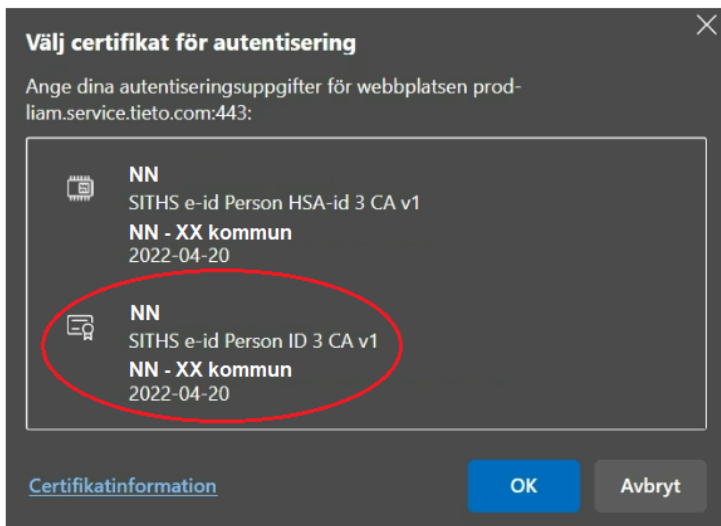 Välj certifikat för autentisering
Ange dina autentiseringsuppgifter för webbplatsen prod-
liam.service.tieto.com:443:
NN
SITHS e-id Person HSA-id 3 CA v1
NN - XX kommun
2022-04-20
NN
SITHS e-id Person ID 3 CA v1
NN - XX kommun
2022-04-20
Certifikatinformation
OK
Avbryt